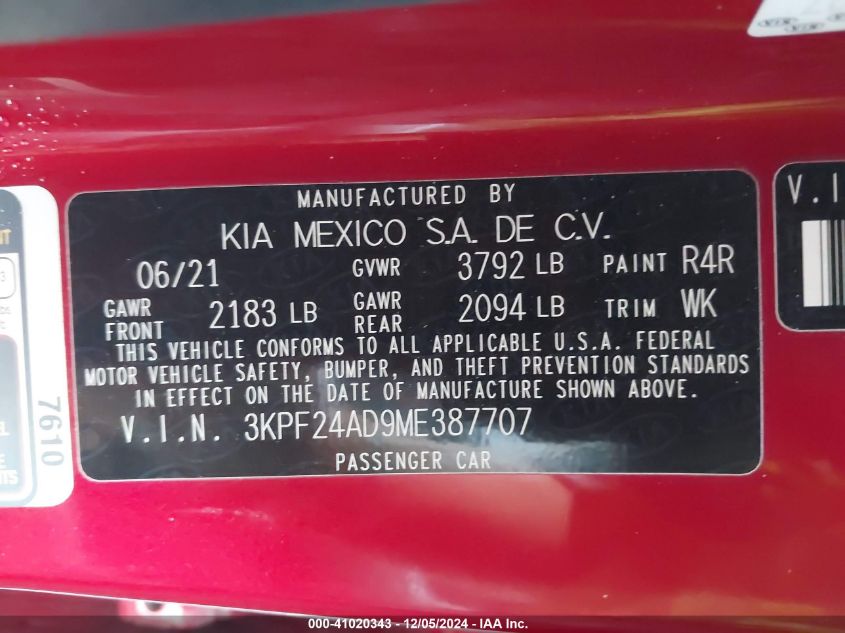 MANUFACTURED BY
KIA MEXICO S.A. DE C.V.
06/21 GVWR 3792 LB PAINT R4R
GAWR FRONT 2183 LB GAWR REAR 2094 LB TRIM WK
THIS VEHICLE CONFORMS TO ALL APPLICABLE U.S.A. FEDERAL
MOTOR VEHICLE SAFETY, BUMPER, AND THEFT PREVENTION STANDARDS
IN EFFECT ON THE DATE OF MANUFACTURE SHOWN ABOVE.
V.I.N. 3KPF24AD9ME387707
PASSENGER CAR
7610
V.I
000-41020343 - 12/05/2024 - IAA Inc.